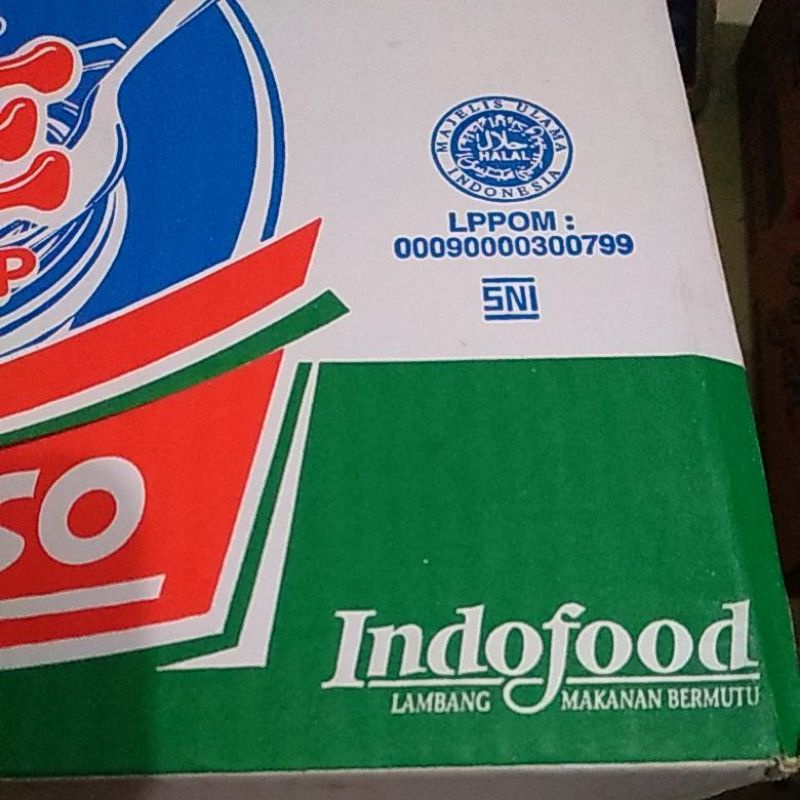 MAJELIS ULAMA
حلال
HALAL
INDONESIA
LPPOM :
00090000300799
SNI
P
SO
Indofood
LAMBANG MAKANAN BERMUTU